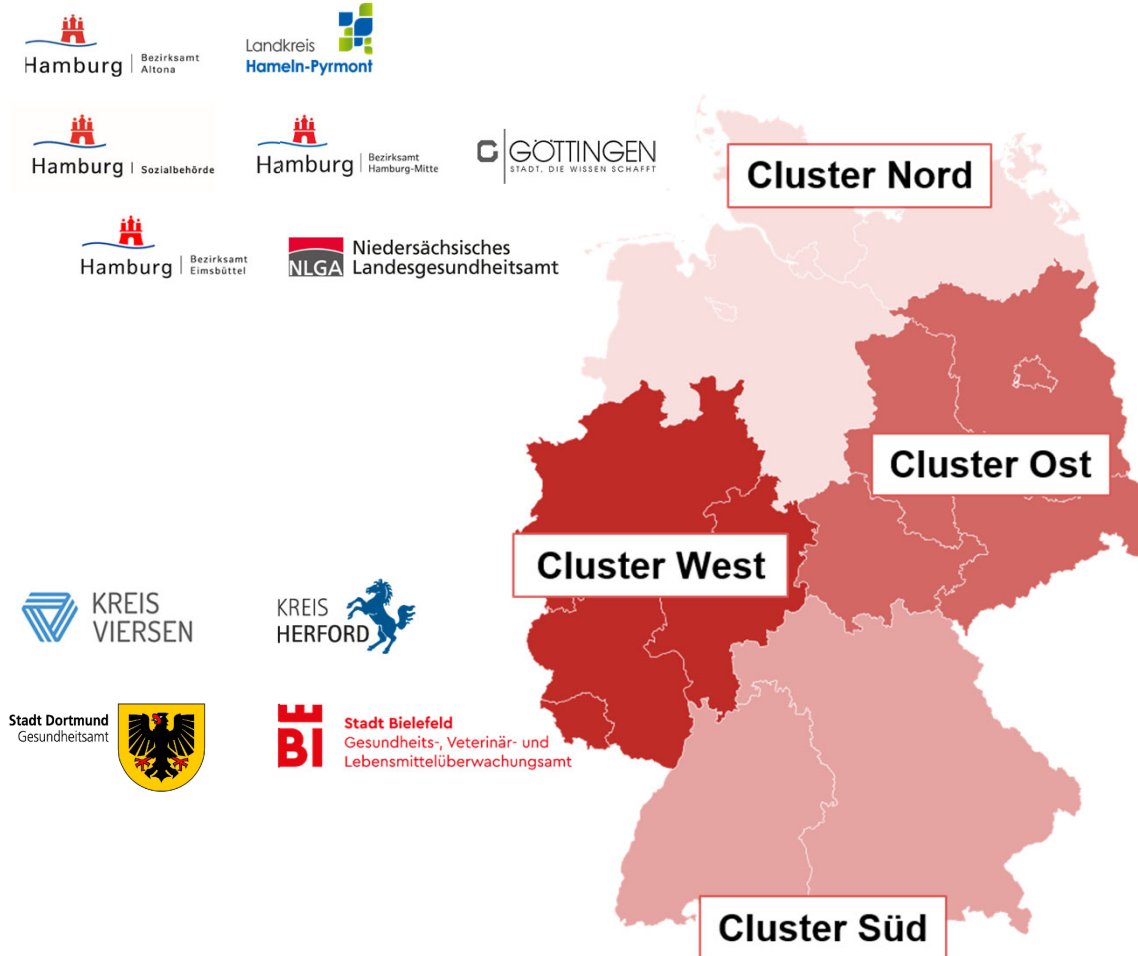 Hamburg
Bezirksamt
Altona
Landkreis
Hameln-Pyrmont
Hamburg
Sozialbehörde
Hamburg
Bezirksamt
Hamburg-Mitte
GÖTTINGEN
STADT, DIE WISSEN SCHAFFT
Cluster Nord
Hamburg
Bezirksamt
Eimsbüttel
NLGA
Niedersächsisches
Landesgesundheitsamt
Cluster Ost
Cluster West
KREIS
VIERSEN
KREIS
HERFORD
Stadt Dortmund
Gesundheitsamt
BI
Stadt Bielefeld
Gesundheits-, Veterinär- und
Lebensmittelüberwachungsamt
Cluster Süd